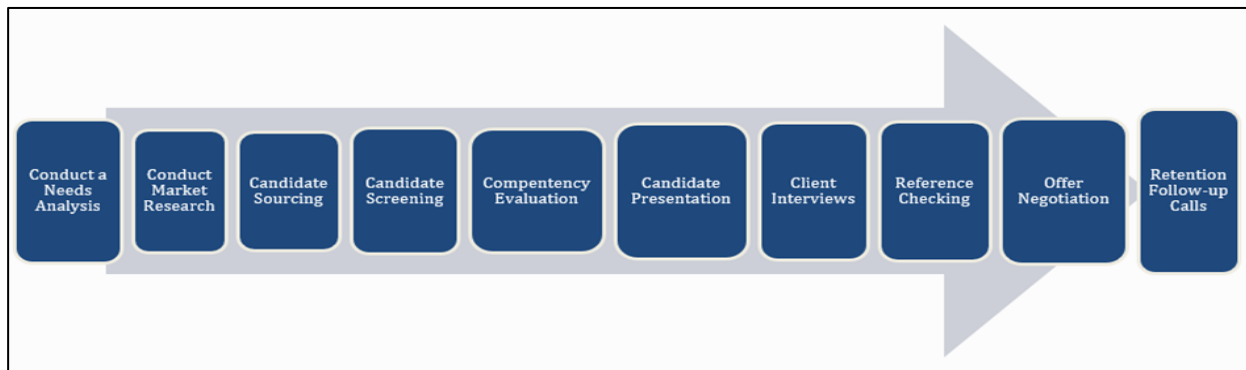 Conduct a
Needs
Analysis
Conduct
Market
Research
Candidate
Sourcing
Candidate
Screening
Compentency
Evaluation
Candidate
Presentation
Client
Interviews
Reference
Checking
Offer
Negotiation
Retention
Follow-up
Calls